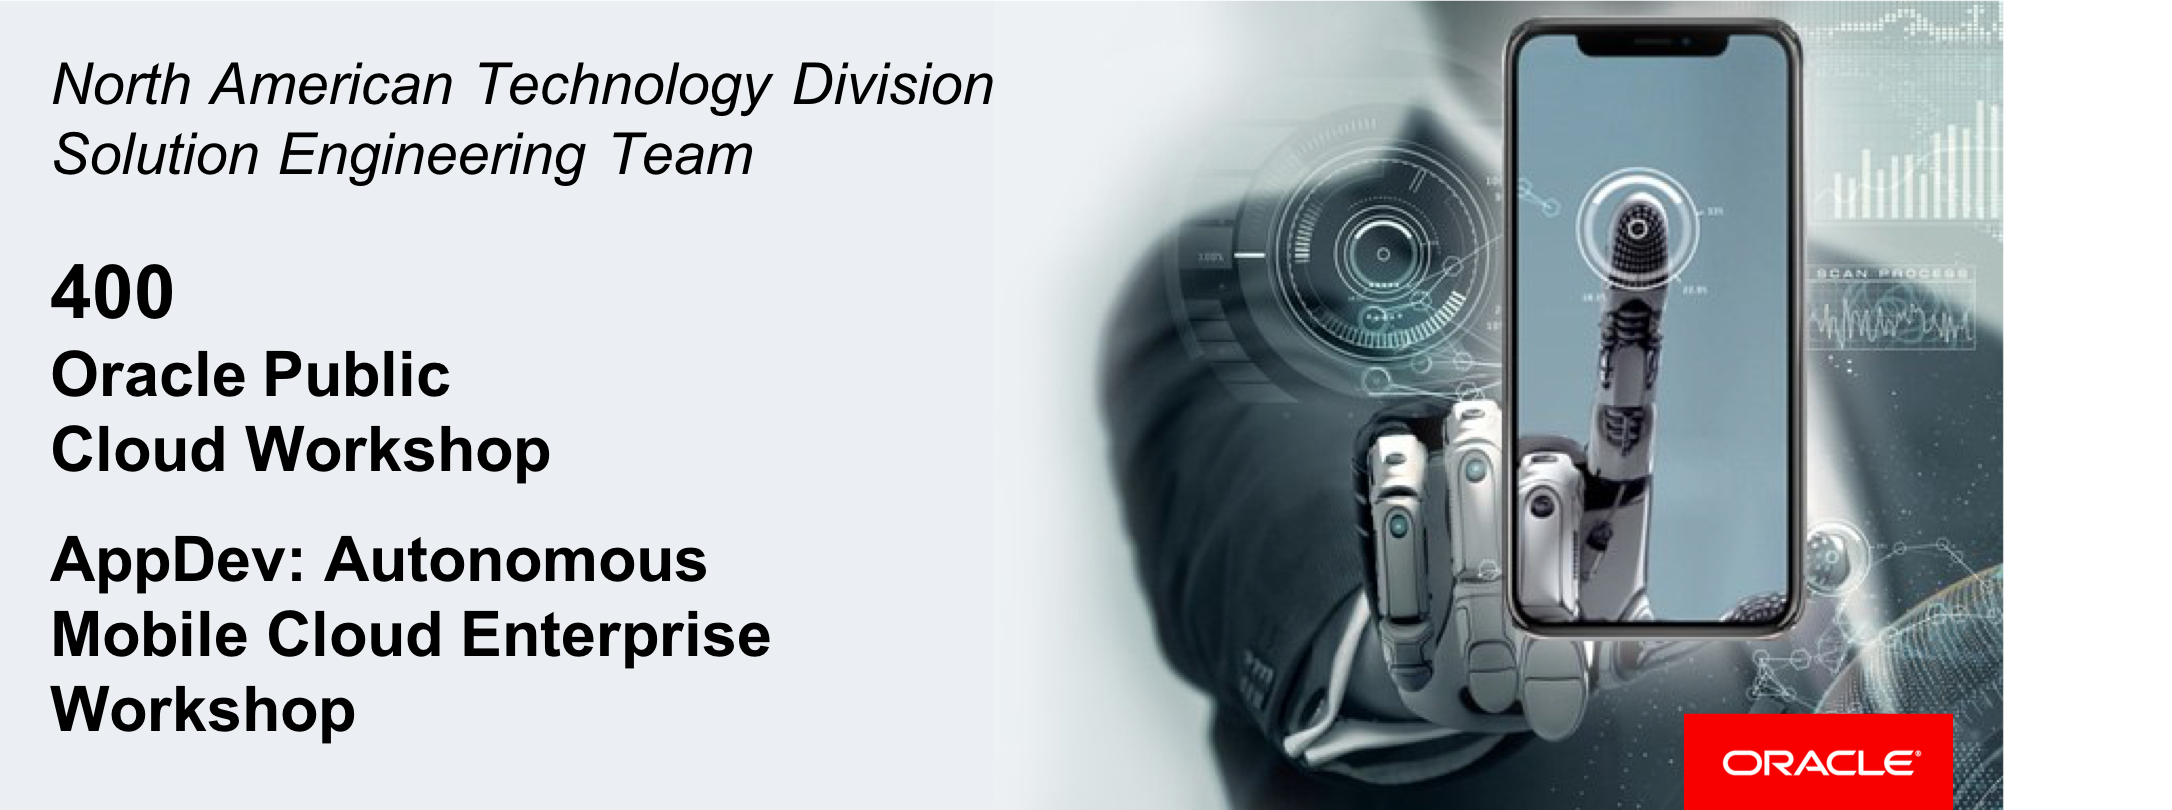 North American Technology Division
Solution Engineering Team
400
Oracle Public
Cloud Workshop
AppDev: Autonomous
Mobile Cloud Enterprise
Workshop
100%
SCAN PROCESS
ORACLE®